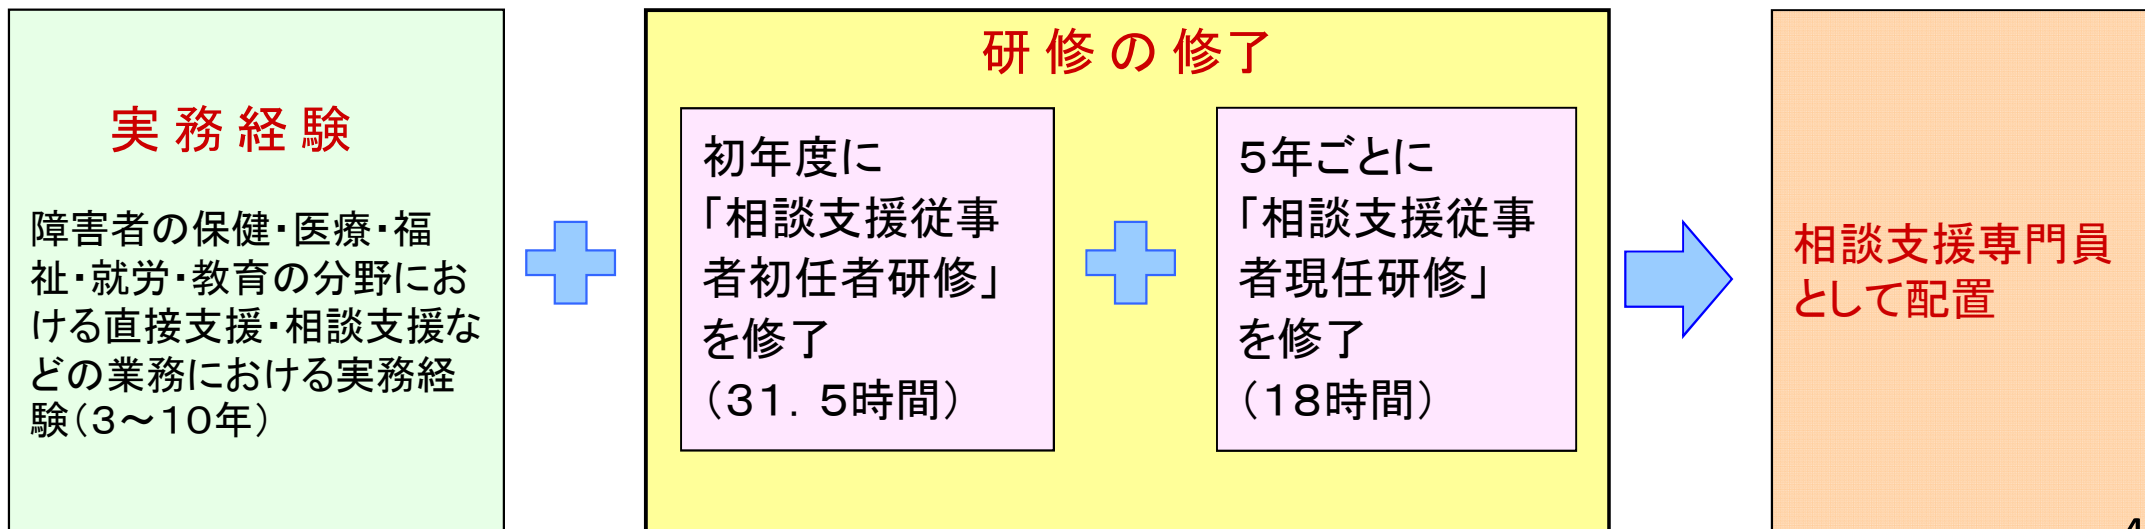 実務経験
障害者の保健・医療・福
祉・就労・教育の分野にお
ける直接支援・相談支援な
どの業務における実務経
験(3~10年)
研修の修了
初年度に
「相談支援従事
者初任者研修」
を修了
(31.5時間)
5年ごとに
「相談支援従事
者現任研修」
を修了
(18時間)
相談支援専門員
として配置